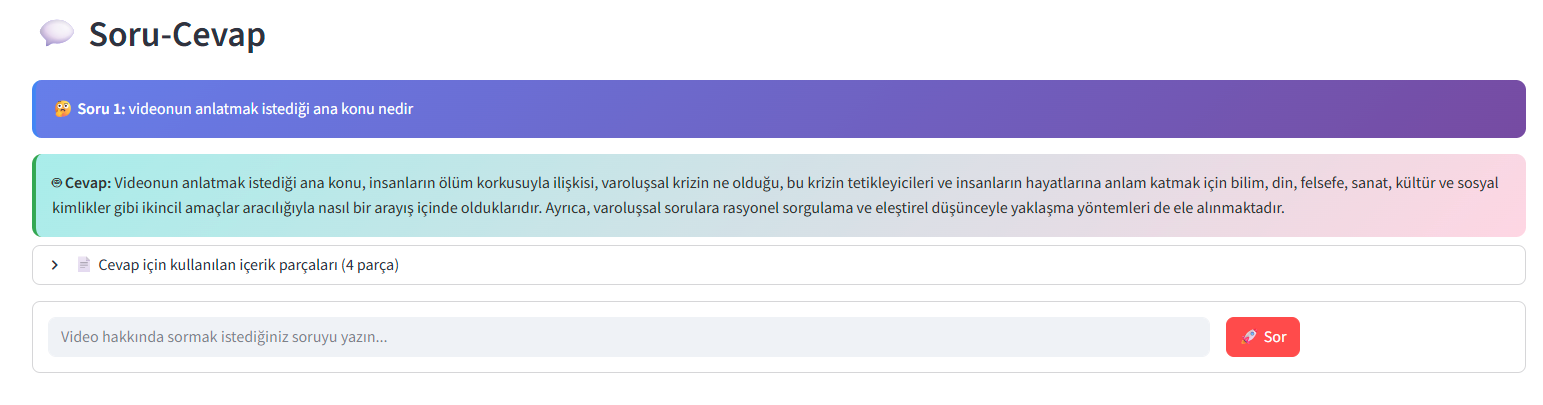 Soru-Cevap
Soru 1: videonun anlatmak istediği ana konu nedir
Cevap: Videonun anlatmak istediği ana konu, insanların ölüm korkusuyla ilişkisi, varoluşsal krizin ne olduğu, bu krizin tetikleyicileri ve insanların hayatlarına anlam katmak için bilim, din, felsefe, sanat, kültür ve sosyal
kimlikler gibi ikincil amaçlar aracılığıyla nasıl bir arayış içinde olduklarıdır. Ayrıca, varoluşsal sorulara rasyonel sorgulama ve eleştirel düşünceyle yaklaşma yöntemleri de ele alınmaktadır.
Cevap için kullanılan içerik parçaları (4 parça)
Video hakkında sormak istediğiniz soruyu yazın...
Sor